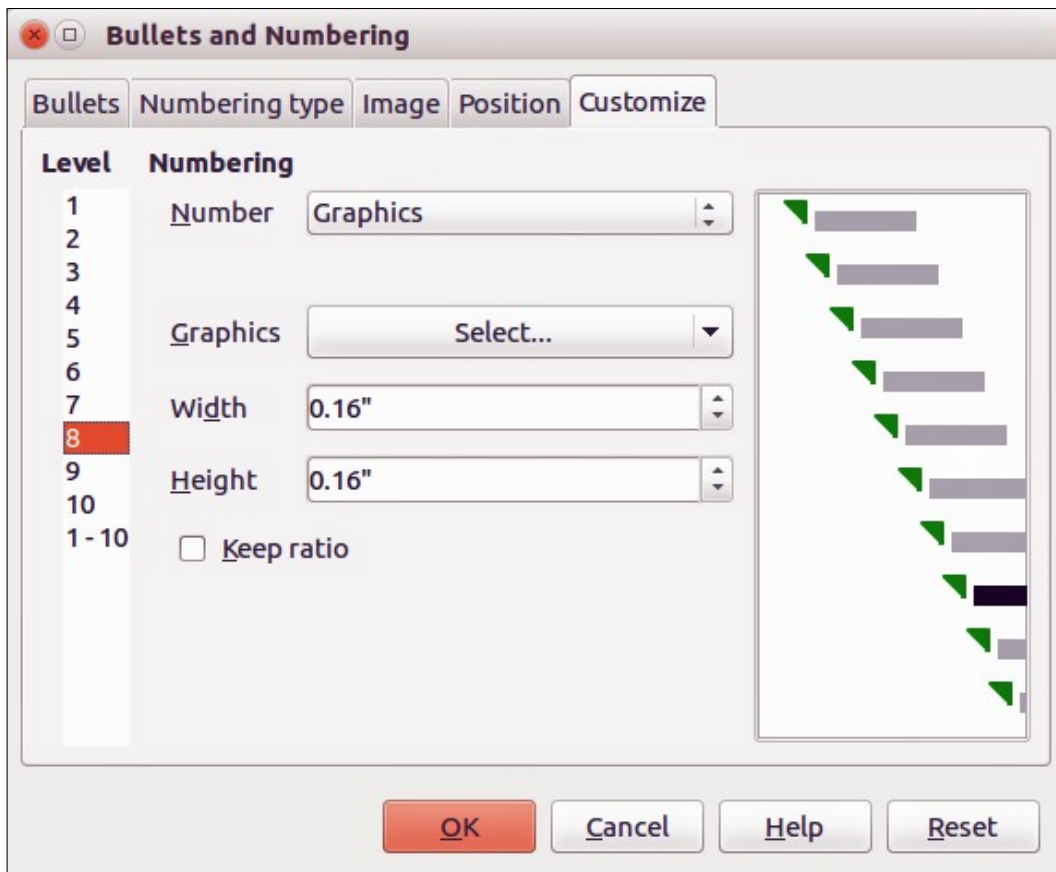 Bullets and Numbering
Bullets Numbering type Image Position Customize
Level Numbering
1
2
3
4
5
6
7
8
9
10
1 - 10
Number Graphics
Graphics Select...
Width 0.16"
Height 0.16"
Keep ratio
OK Cancel Help Reset